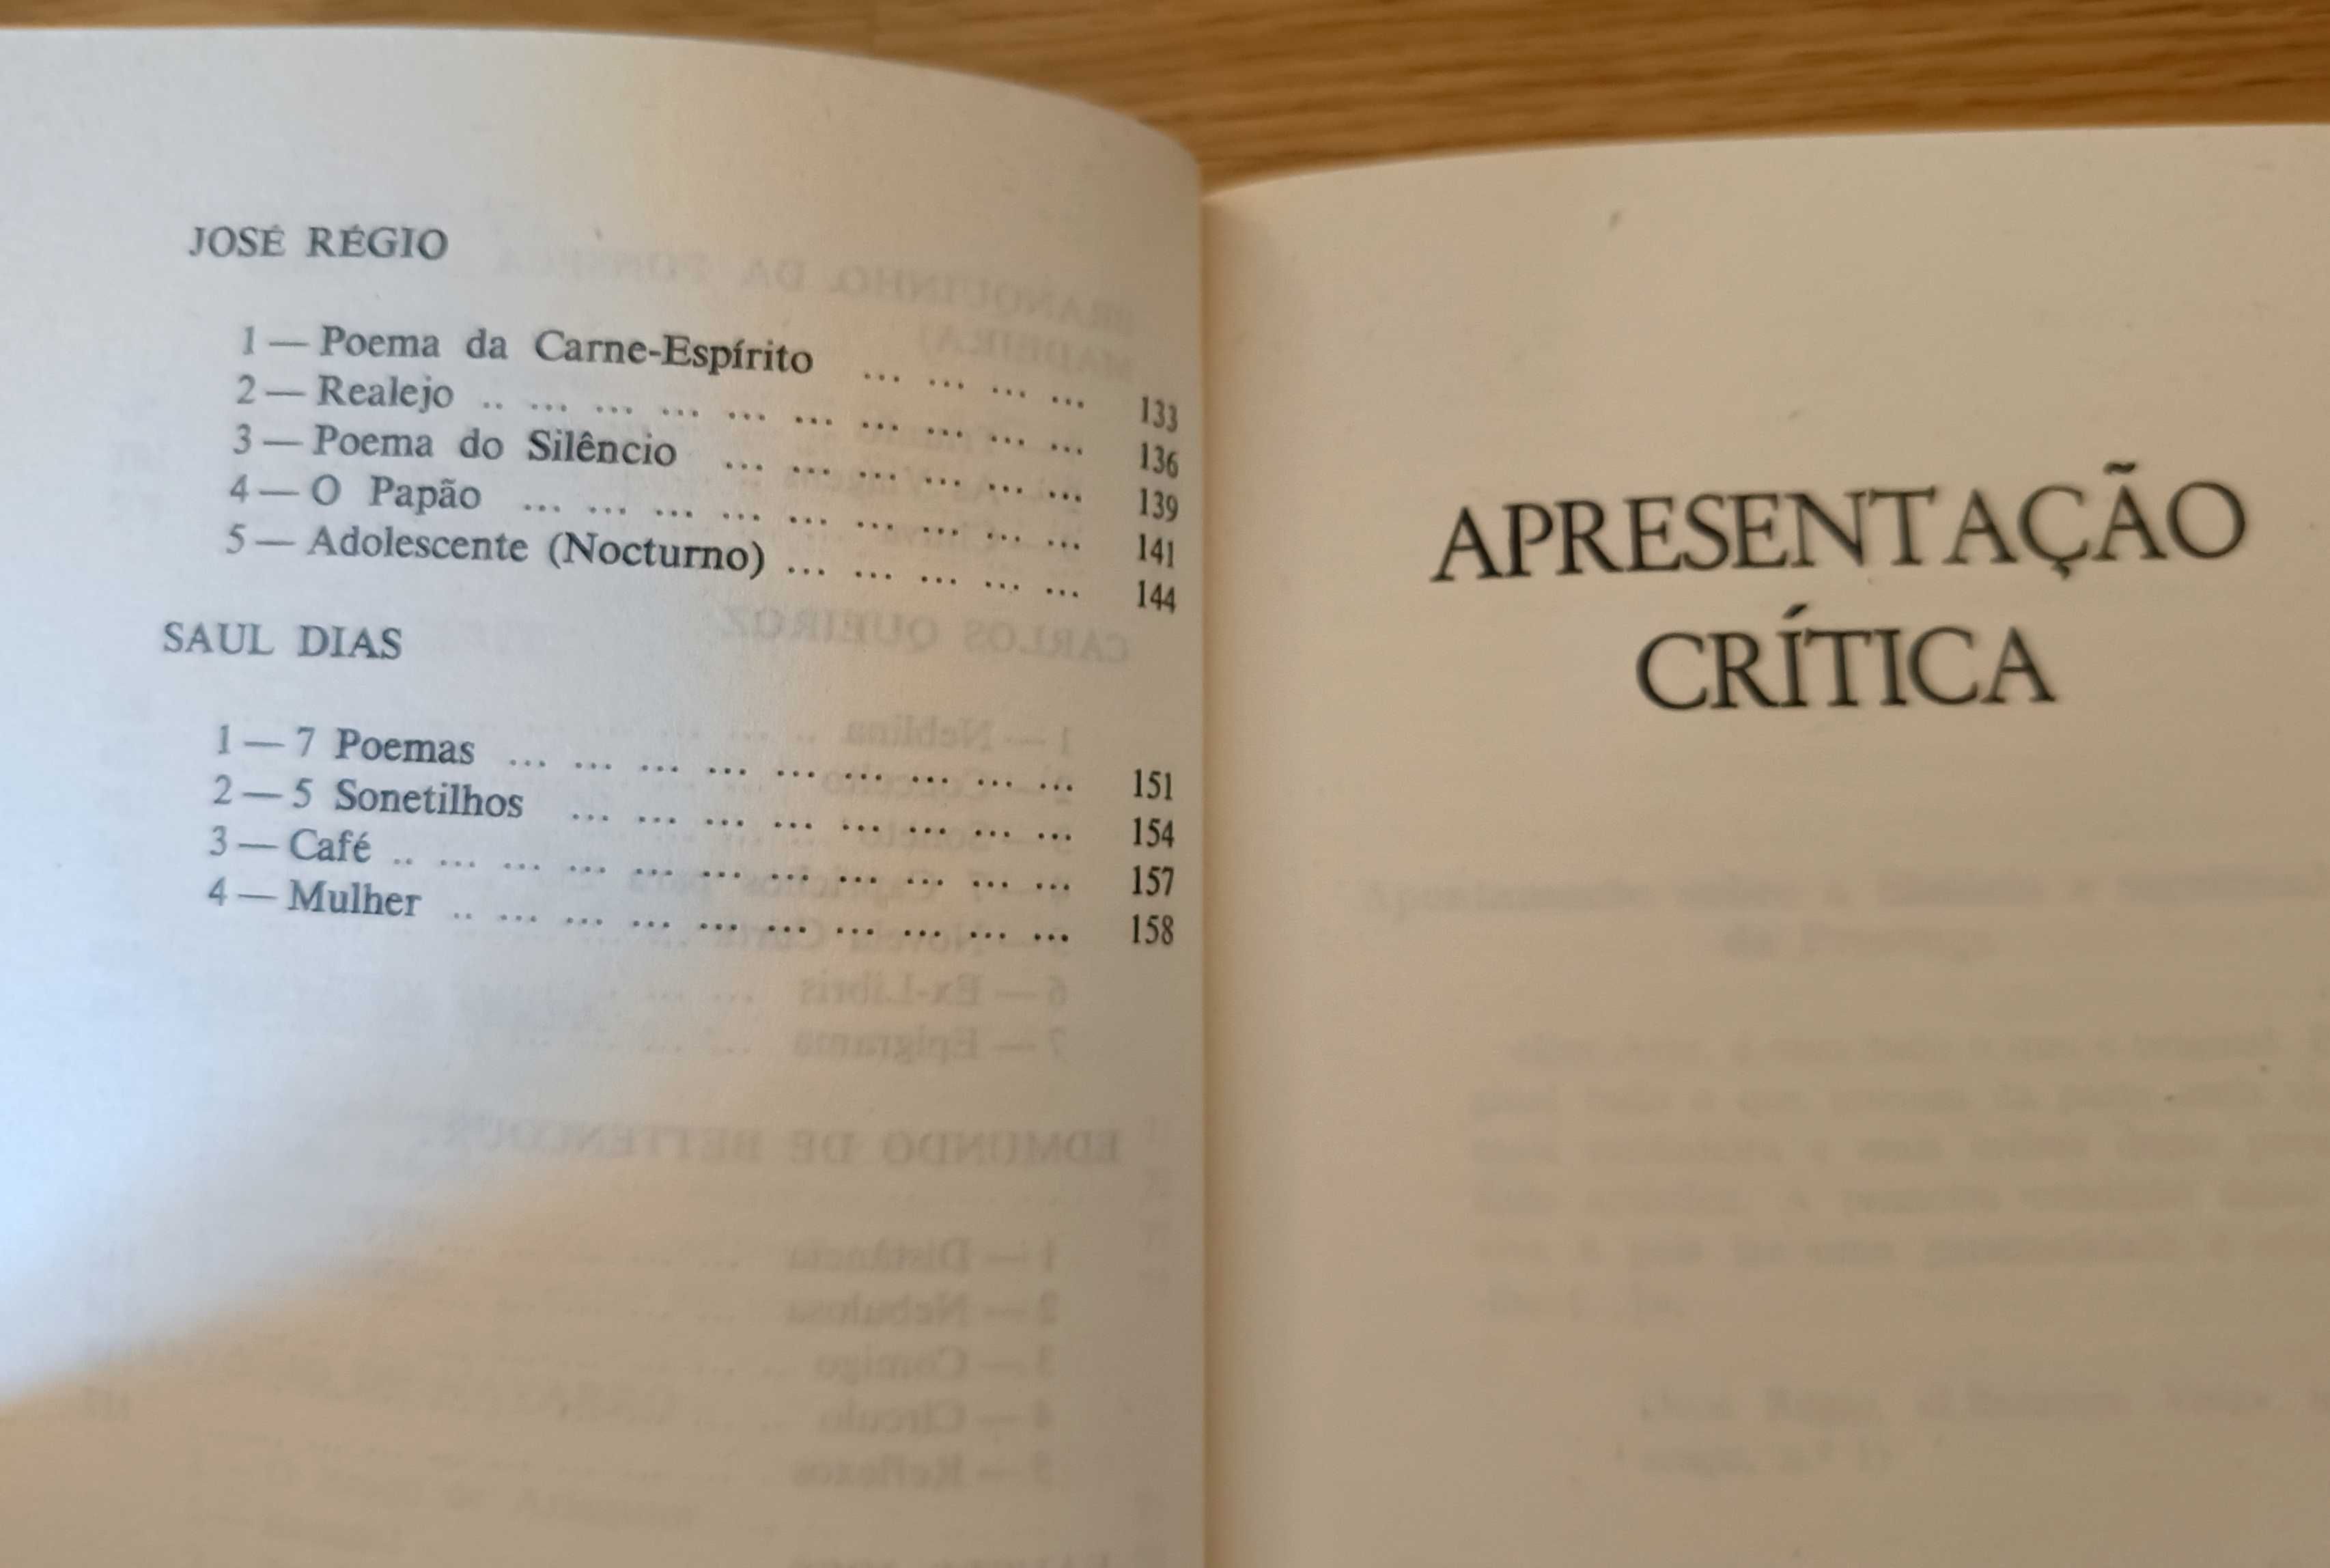 JOSÉ RÉGIO
1 — Poema da Carne-Espírito ... ... ... ... 133
2 — Realejo .. ... ... ... ... ... ... ... ... ... 136
3 — Poema do Silêncio ... ... ... ... ... ... 139
4 — O Papão ... ... ... ... ... ... ... ... ... 141
5 — Adolescente (Nocturno) ... ... ... ... ... 144
SAUL DIAS
1 — 7 Poemas ... ... ... ... ... ... ... ... ... 151
2 — 5 Sonetilhos ... ... ... ... ... ... ... ... 154
3 — Café .. ... ... ... ... ... ... ... ... ... ... 157
4 — Mulher .. ... ... ... ... ... ... ... ... ... 158
APRESENTAÇÃO
CRÍTICA